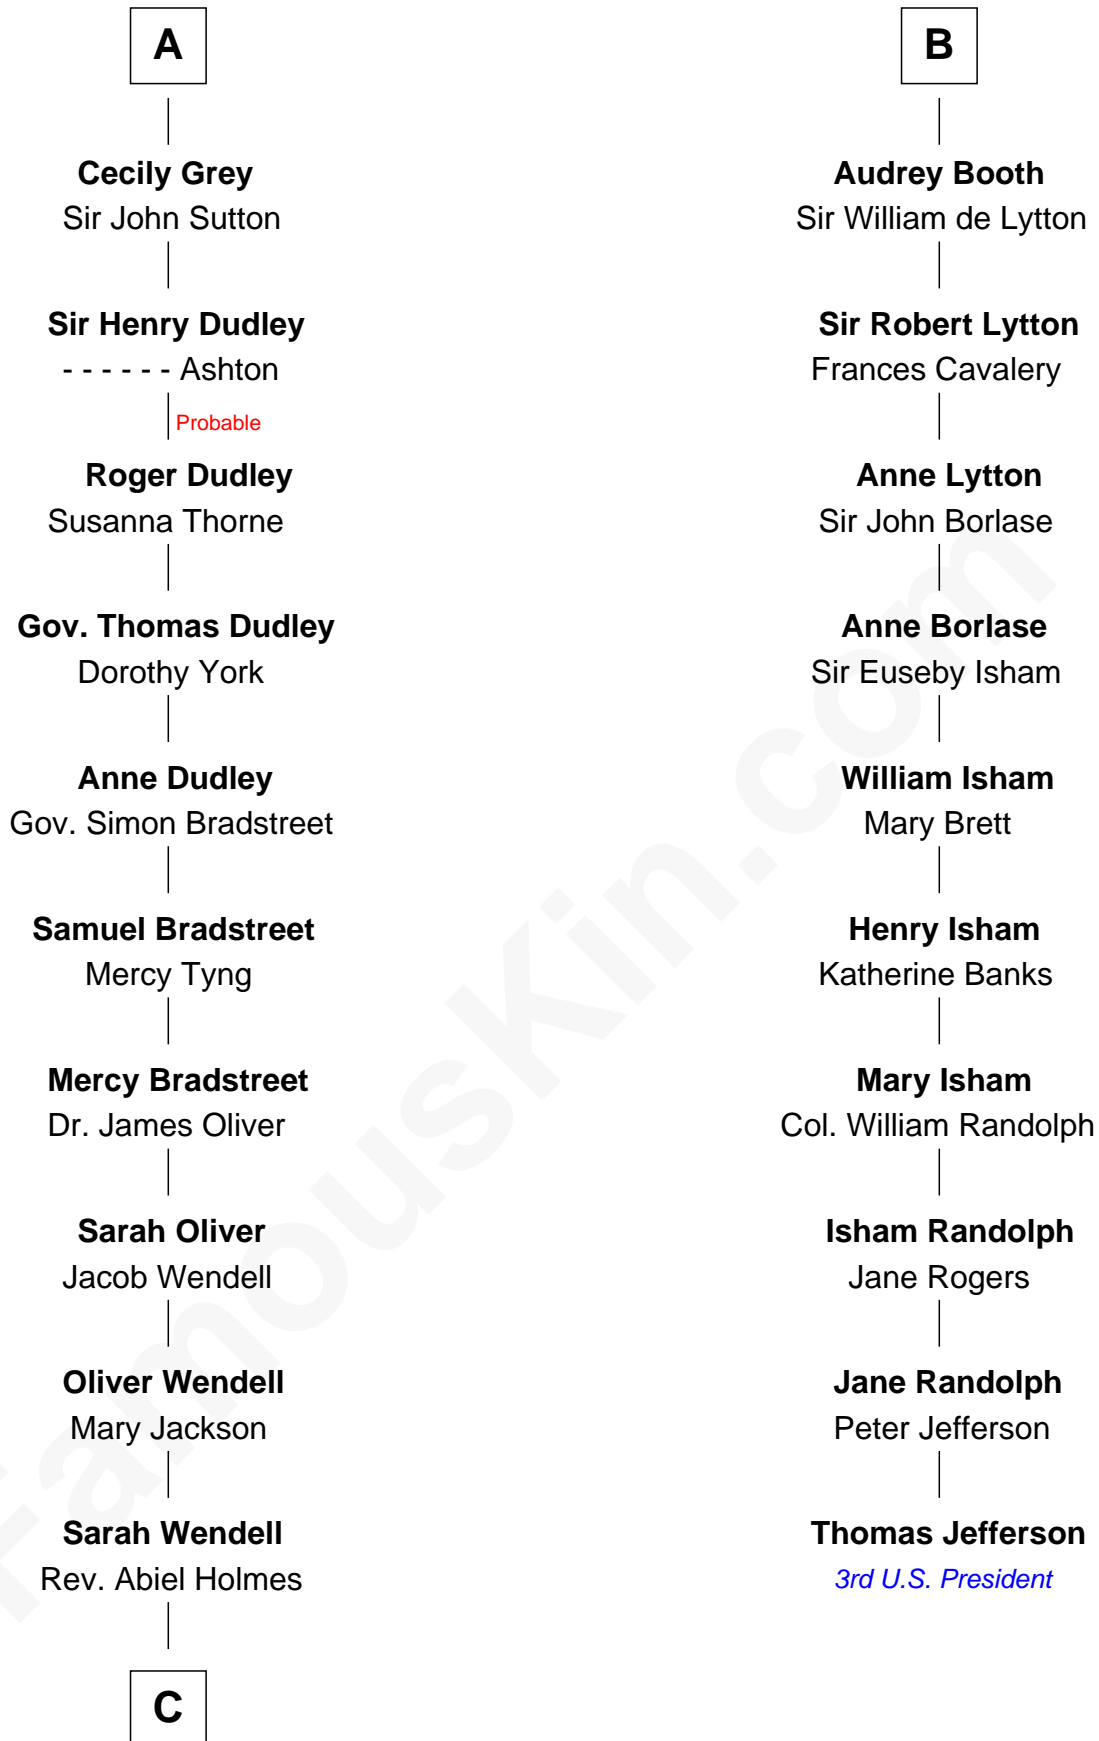 A
Cecily Grey
Sir John Sutton
Sir Henry Dudley
- - - - - - Ashton
Probable
Roger Dudley
Susanna Thorne
Gov. Thomas Dudley
Dorothy York
Anne Dudley
Gov. Simon Bradstreet
Samuel Bradstreet
Mercy Tyng
Mercy Bradstreet
Dr. James Oliver
Sarah Oliver
Jacob Wendell
Oliver Wendell
Mary Jackson
Sarah Wendell
Rev. Abiel Holmes
C
B
Audrey Booth
Sir William de Lytton
Sir Robert Lytton
Frances Cavalery
Anne Lytton
Sir John Borlase
Anne Borlase
Sir Euseby Isham
William Isham
Mary Brett
Henry Isham
Katherine Banks
Mary Isham
Col. William Randolph
Isham Randolph
Jane Rogers
Jane Randolph
Peter Jefferson
Thomas Jefferson
3rd U.S. President
FamousKin.com